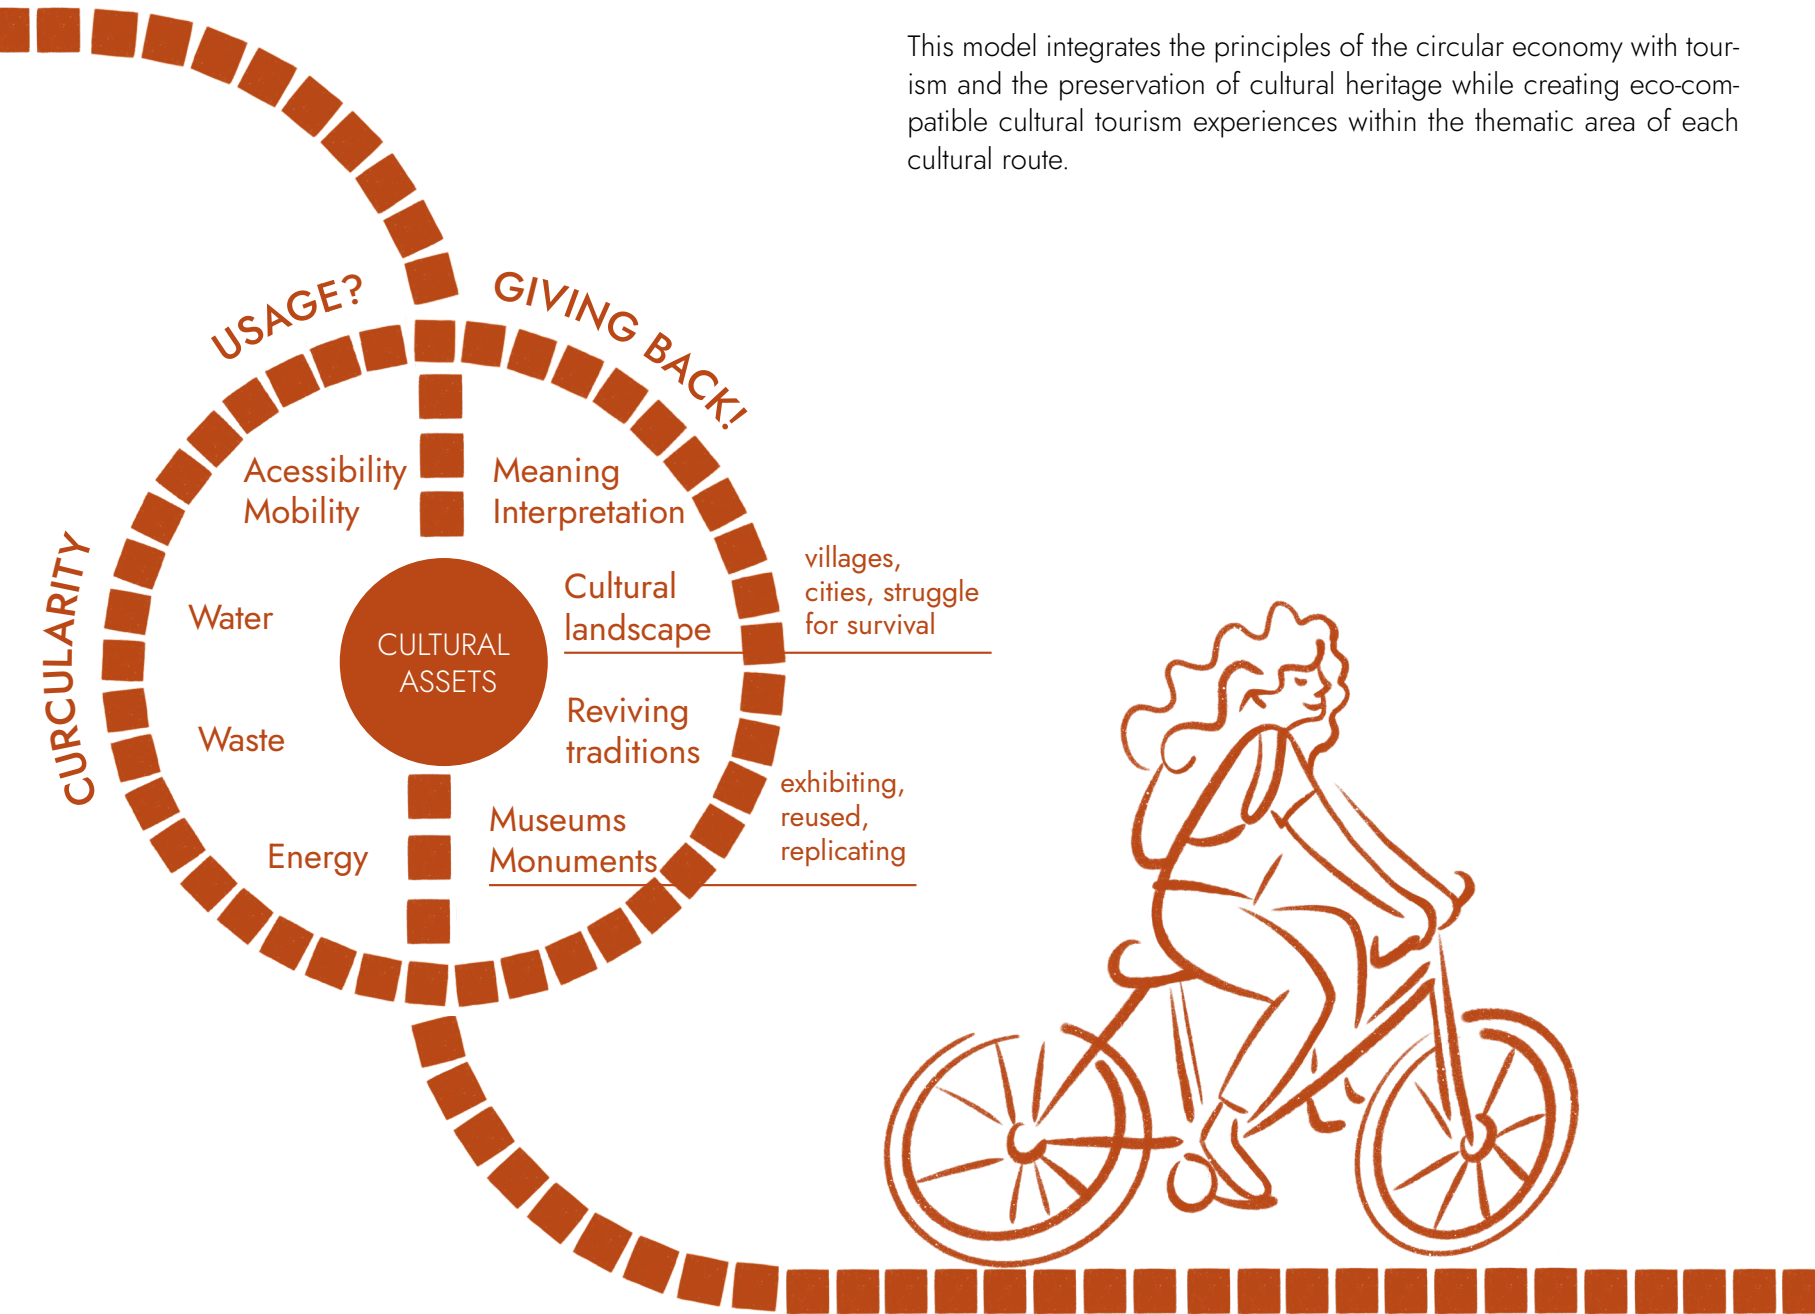 This model integrates the principles of the circular economy with tour-
ism and the preservation of cultural heritage while creating eco-com-
patible cultural tourism experiences within the thematic area of each
cultural route.
USAGE?
GIVING BACK!
CURCULARITY
Acessibility
Mobility
Water
Waste
Energy
CULTURAL
ASSETS
Meaning
Interpretation
Cultural
landscape
villages,
cities, struggle
for survival
Reviving
traditions
Museums
Monuments
exhibiting,
reused,
replicating